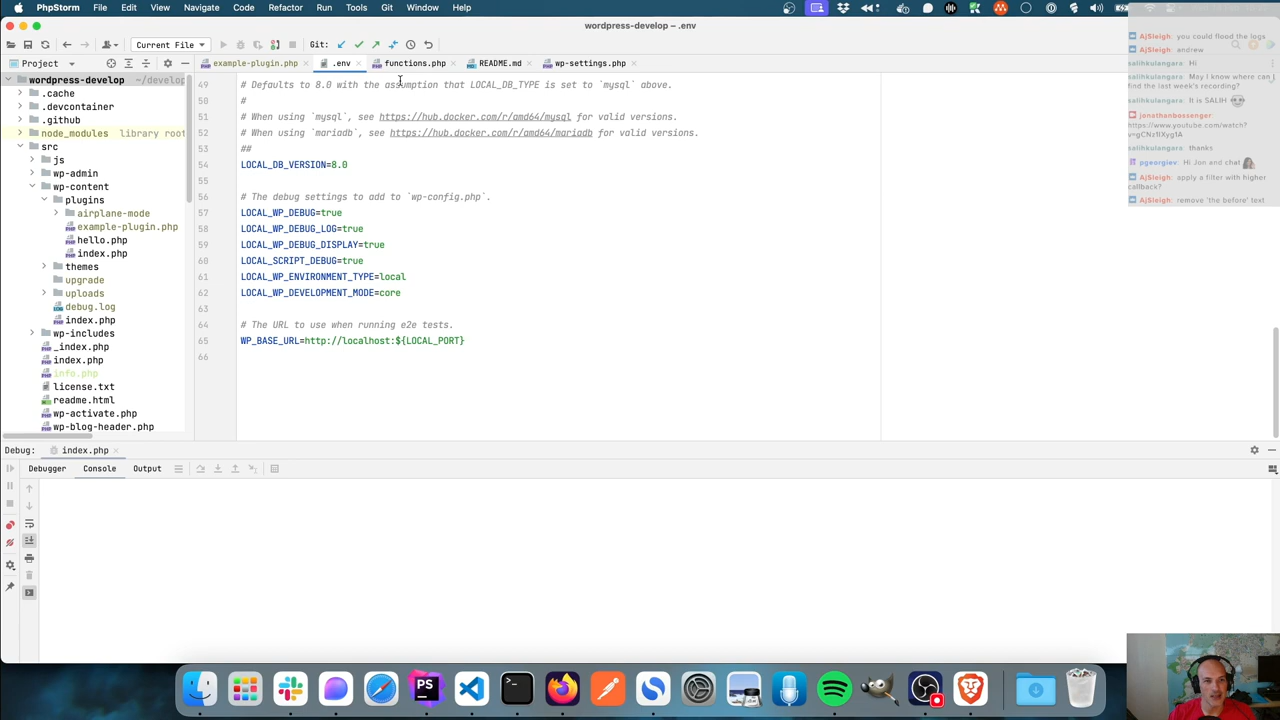 PhpStorm File Edit View Navigate Code Refactor Run Tools Git Window Help
wordpress-develop – .env
Current File Git:
Project
example-plugin.php .env functions.php README.md wp-settings.php
wordpress-develop ~/develop
.cache
.devcontainer
.github
node_modules library root
src
js
wp-admin
wp-content
plugins
airplane-mode
example-plugin.php
hello.php
index.php
themes
upgrade
uploads
debug.log
index.php
wp-includes
_index.php
index.php
info.php
license.txt
readme.html
wp-activate.php
wp-blog-header.php
49 # Defaults to 8.0 with the assumption that LOCAL_DB_TYPE is set to `mysql` above.
50 #
51 # When using `mysql`, see https://hub.docker.com/r/amd64/mysql for valid versions.
52 # When using `mariadb`, see https://hub.docker.com/r/amd64/mariadb for valid versions.
53 ##
54 LOCAL_DB_VERSION=8.0
55
56 # The debug settings to add to `wp-config.php`.
57 LOCAL_WP_DEBUG=true
58 LOCAL_WP_DEBUG_LOG=true
59 LOCAL_WP_DEBUG_DISPLAY=true
60 LOCAL_SCRIPT_DEBUG=true
61 LOCAL_WP_ENVIRONMENT_TYPE=local
62 LOCAL_WP_DEVELOPMENT_MODE=core
63
64 # The URL to use when running e2e tests.
65 WP_BASE_URL=http://localhost:${LOCAL_PORT}
66
AjSleigh: you could flood the logs
AjSleigh: andrew
salihkulangara: Hi
salihkulangara: May I know where can I
find the last week's recording?
salihkulangara: It is SALIH
jonathanbossenger:
https://www.youtube.com/watch?
v=gCNz1IXyg1A
salihkulangara: thanks
pgeorgiev: Hi Jon and chat
AjSleigh: apply a filter with higher
callback?
AjSleigh: remove 'the before' text
Debug: index.php
Debugger Console Output
PS